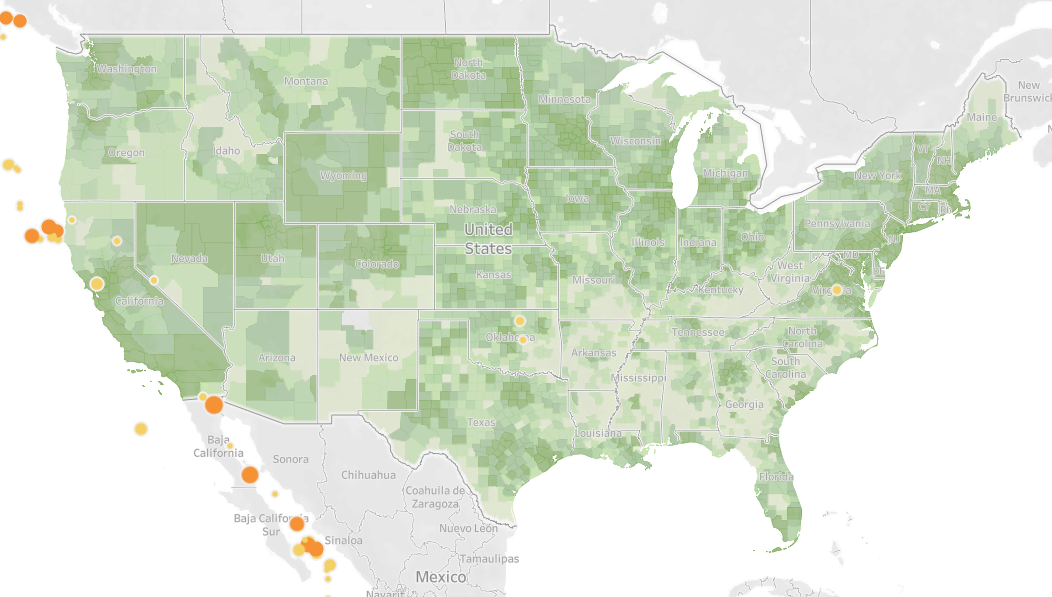 New
Brunswick
Washington
Montana
North
Dakota
Minnesota
Maine
Oregon
Idaho
South
Dakota
Wisconsin
Michigan
VT
NH
New York
MA
CT
Wyoming
Iowa
Nebraska
Pennsylvania
United
States
Nevada
Utah
Colorado
Kansas
Illinois
Indiana
Ohio
NJ
MD
West
Virginia
Missouri
Kentucky
Virginia
California
Arizona
New Mexico
Oklahoma
Arkansas
Tennessee
North
Carolina
South
Carolina
Mississippi
Georgia
Texas
Louisiana
Florida
Baja
California
Sonora
Chihuahua
Coahuila de
Zaragoza
Baja California
Sur
Sinaloa
Nuevo León
Tamaulipas
Mexico
Nayarit